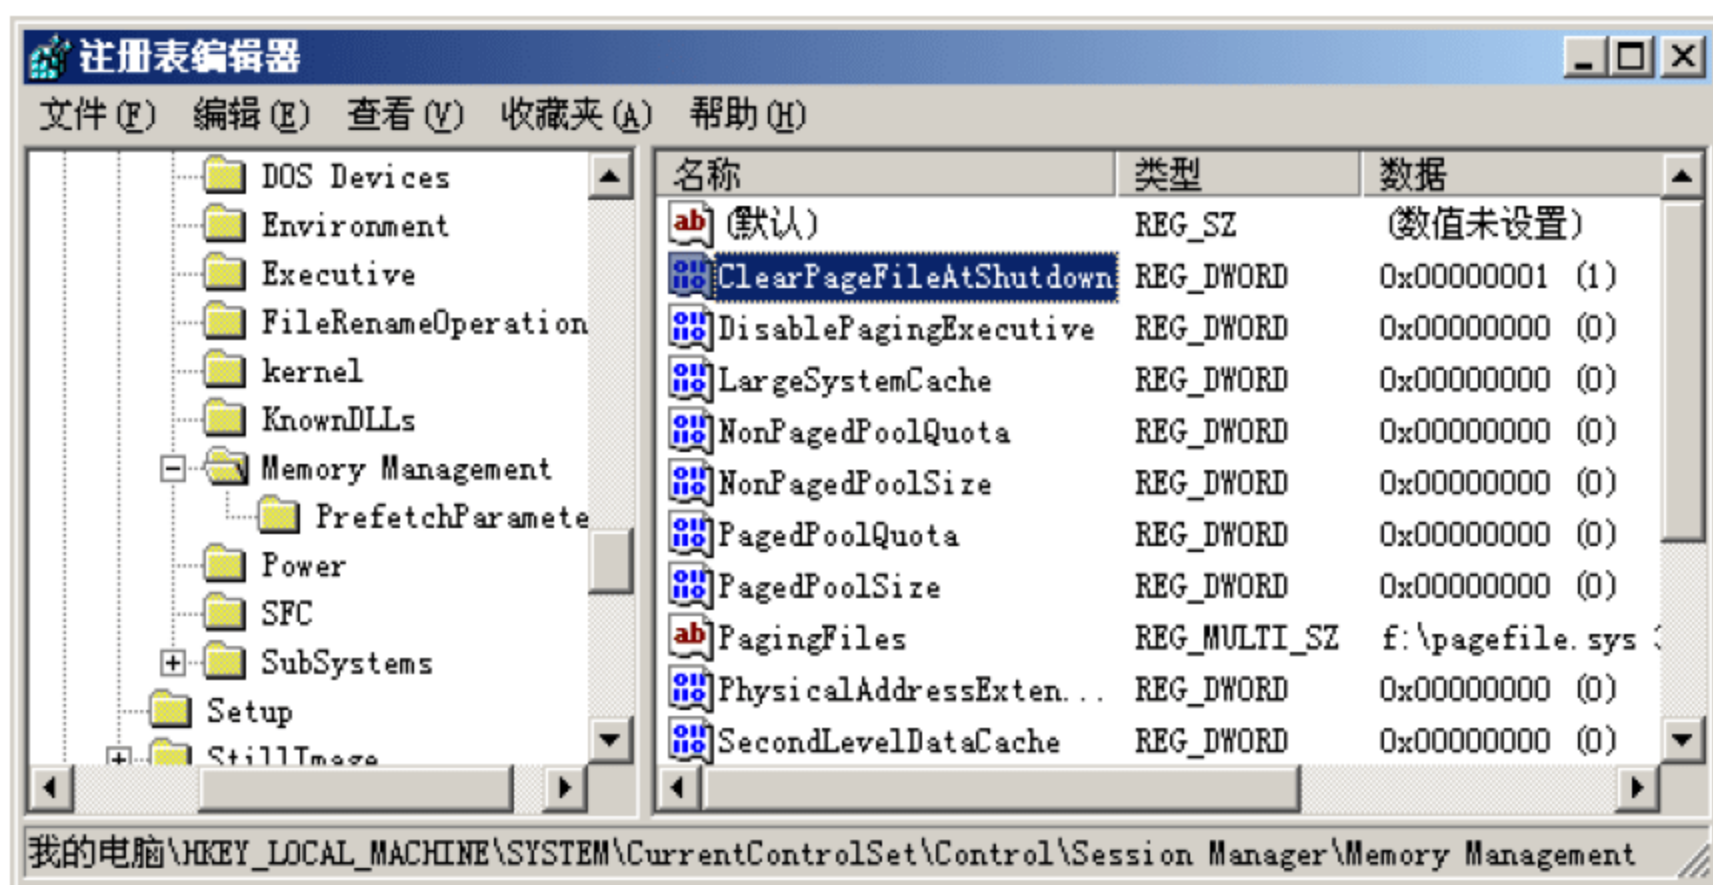 注册表编辑器
文件(F) 编辑(E) 查看(V) 收藏夹(A) 帮助(H)
DOS Devices
Environment
Executive
FileRenameOperation
kernel
KnownDLLs
Memory Management
PrefetchParamete
Power
SFC
SubSystems
Setup
StillImage
名称 类型 数据
(默认) REG_SZ (数值未设置)
ClearPageFileAtShutdown REG_DWORD 0x00000001 (1)
DisablePagingExecutive REG_DWORD 0x00000000 (0)
LargeSystemCache REG_DWORD 0x00000000 (0)
NonPagedPoolQuota REG_DWORD 0x00000000 (0)
NonPagedPoolSize REG_DWORD 0x00000000 (0)
PagedPoolQuota REG_DWORD 0x00000000 (0)
PagedPoolSize REG_DWORD 0x00000000 (0)
PagingFiles REG_MULTI_SZ f:\pagefile.sys
PhysicalAddressExten... REG_DWORD 0x00000000 (0)
SecondLevelDataCache REG_DWORD 0x00000000 (0)
我的电脑\HKEY_LOCAL_MACHINE\SYSTEM\CurrentControlSet\Control\Session Manager\Memory Management